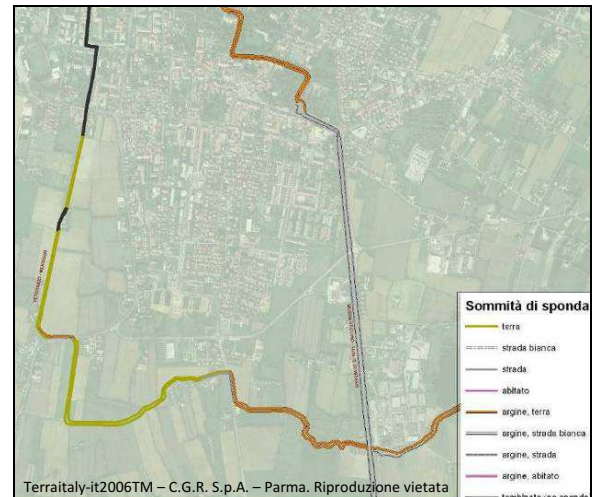 Sommità di sponda
terra
strada bianca
strada
abitato
argine, terra
argine, strada bianca
argine, strada
argine, abitato
Terraitaly-it2006TM – C.G.R. S.p.A. – Parma. Riproduzione vietata